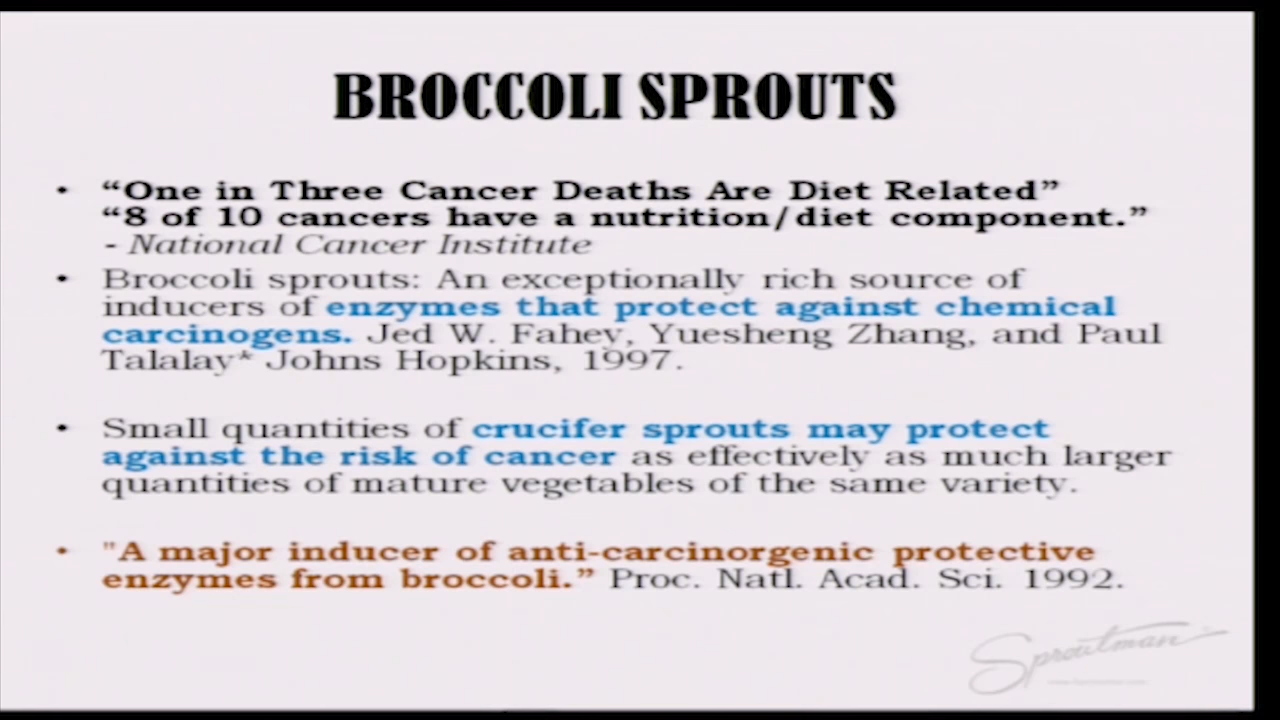 BROCCOLI SPROUTS
• “One in Three Cancer Deaths Are Diet Related”
“8 of 10 cancers have a nutrition/diet component.”
- National Cancer Institute
• Broccoli sprouts: An exceptionally rich source of
inducers of enzymes that protect against chemical
carcinogens. Jed W. Fahey, Yuesheng Zhang, and Paul
Talalay* Johns Hopkins, 1997.
• Small quantities of crucifer sprouts may protect
against the risk of cancer as effectively as much larger
quantities of mature vegetables of the same variety.
• "A major inducer of anti-carcinorgenic protective
enzymes from broccoli.” Proc. Natl. Acad. Sci. 1992.
Sproutman